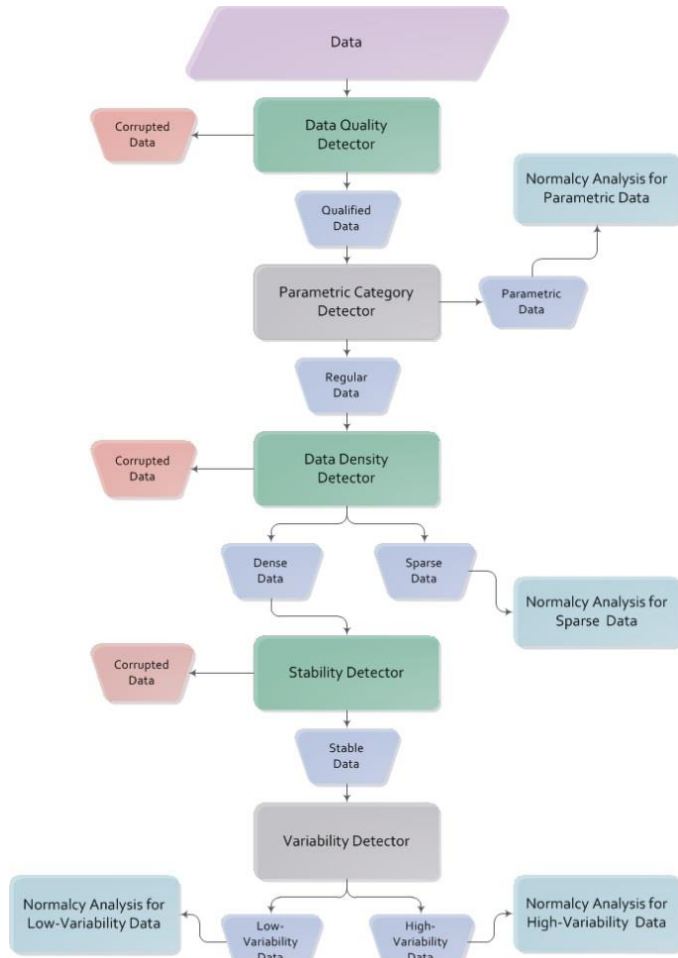 Data
Corrupted
Data
Data Quality
Detector
Normalcy Analysis for
Parametric Data
Qualified
Data
Parametric Category
Detector
Parametric
Data
Regular
Data
Corrupted
Data
Data Density
Detector
Dense
Data
Sparse
Data
Normalcy Analysis for
Sparse Data
Corrupted
Data
Stability Detector
Stable
Data
Variability Detector
Normalcy Analysis for
Low-Variability Data
Low-
Variability
Data
High-
Variability
Data
Normalcy Analysis for
High-Variability Data